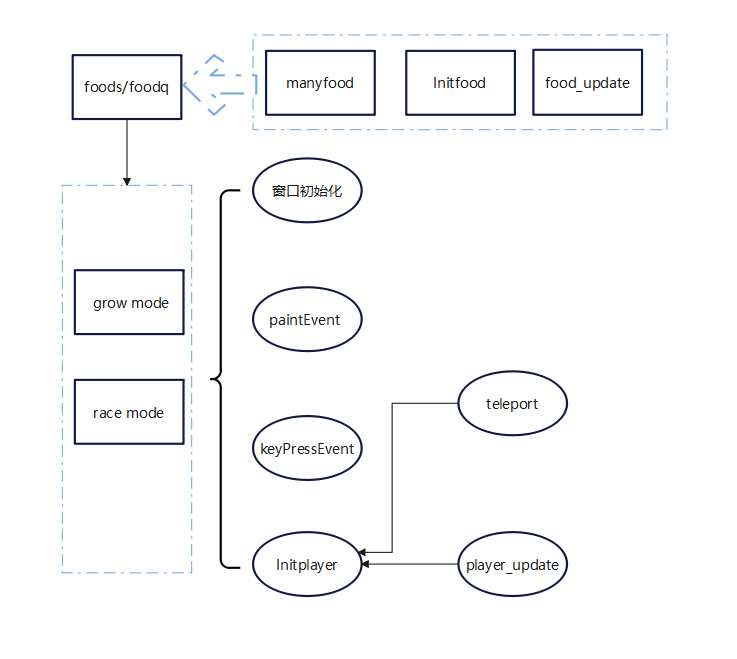 foods/foodq
manyfood
Initfood
food_update
窗口初始化
grow mode
paintEvent
race mode
teleport
keyPressEvent
Initplayer
player_update